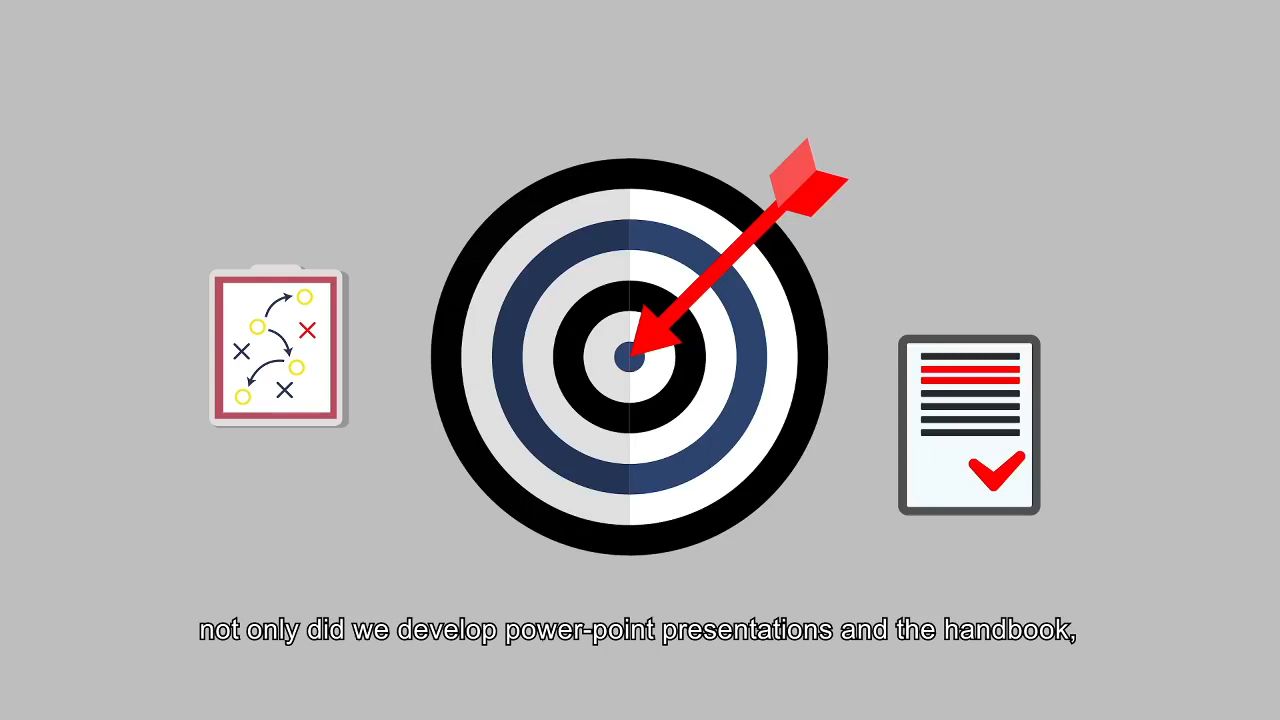 not only did we develop power-point presentations and the handbook,